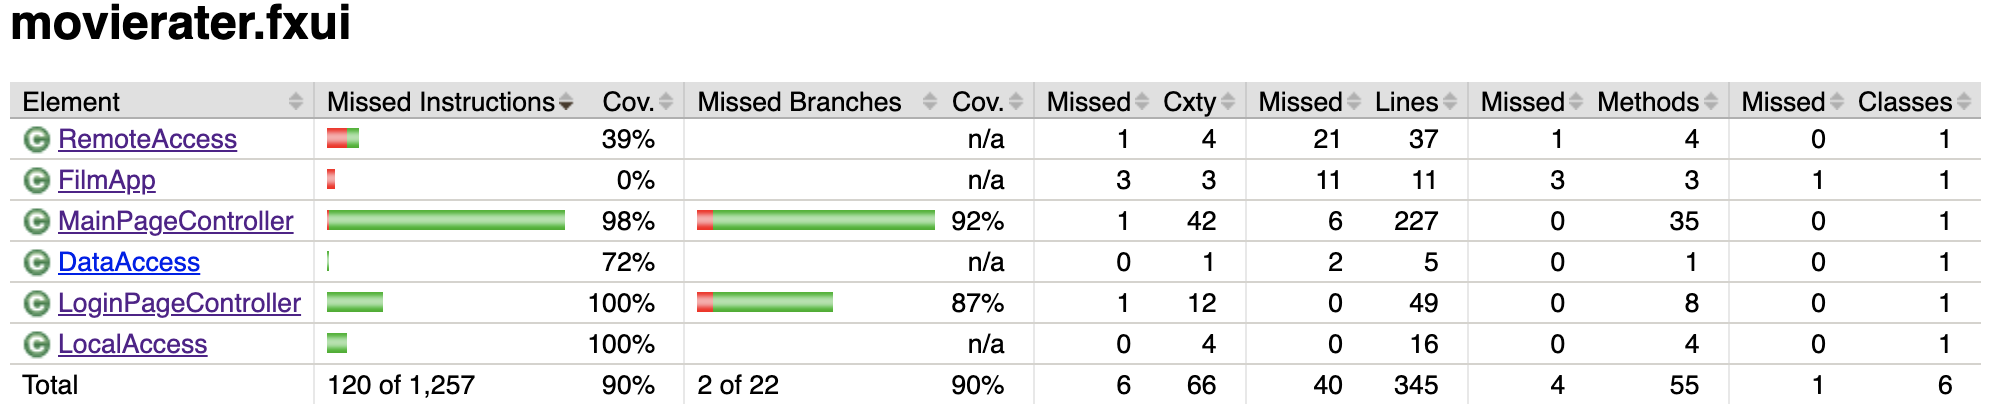 movierater.fxui
Element Missed Instructions Cov. Missed Branches Cov. Missed Cxty Missed Lines Missed Methods Missed Classes
RemoteAccess 39% n/a 1 4 21 37 1 4 0 1
FilmApp 0% n/a 3 3 11 11 3 3 1 1
MainPageController 98% 92% 1 42 6 227 0 35 0 1
DataAccess 72% n/a 0 1 2 5 0 1 0 1
LoginPageController 100% 87% 1 12 0 49 0 8 0 1
LocalAccess 100% n/a 0 4 0 16 0 4 0 1
Total 120 of 1,257 90% 2 of 22 90% 6 66 40 345 4 55 1 6